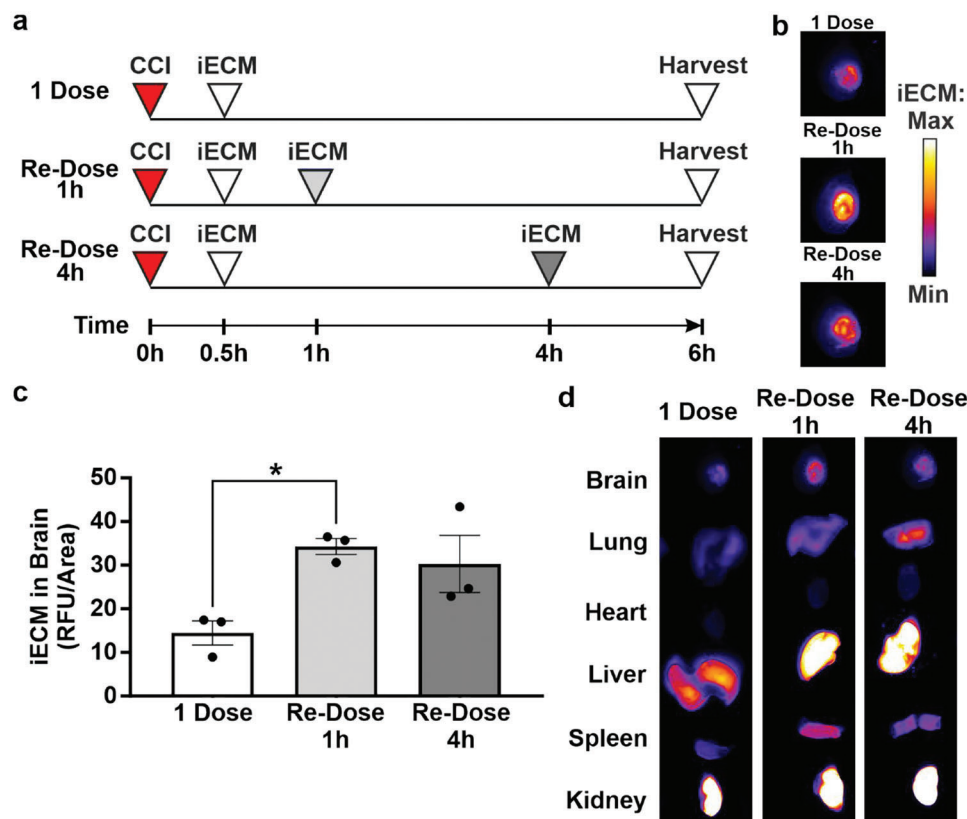 a
CCI iECM Harvest
1 Dose
CCI iECM iECM Harvest
Re-Dose
1h
CCI iECM iECM Harvest
Re-Dose
4h
Time
0h 0.5h 1h 4h 6h
b
1 Dose
Re-Dose
1h
Re-Dose
4h
iECM:
Max
Min
c
iECM in Brain
(RFU/Area)
50
40
30
20
10
0
*
1 Dose Re-Dose Re-Dose
1h 4h
d
1 Dose Re-Dose Re-Dose
1h 4h
Brain
Lung
Heart
Liver
Spleen
Kidney